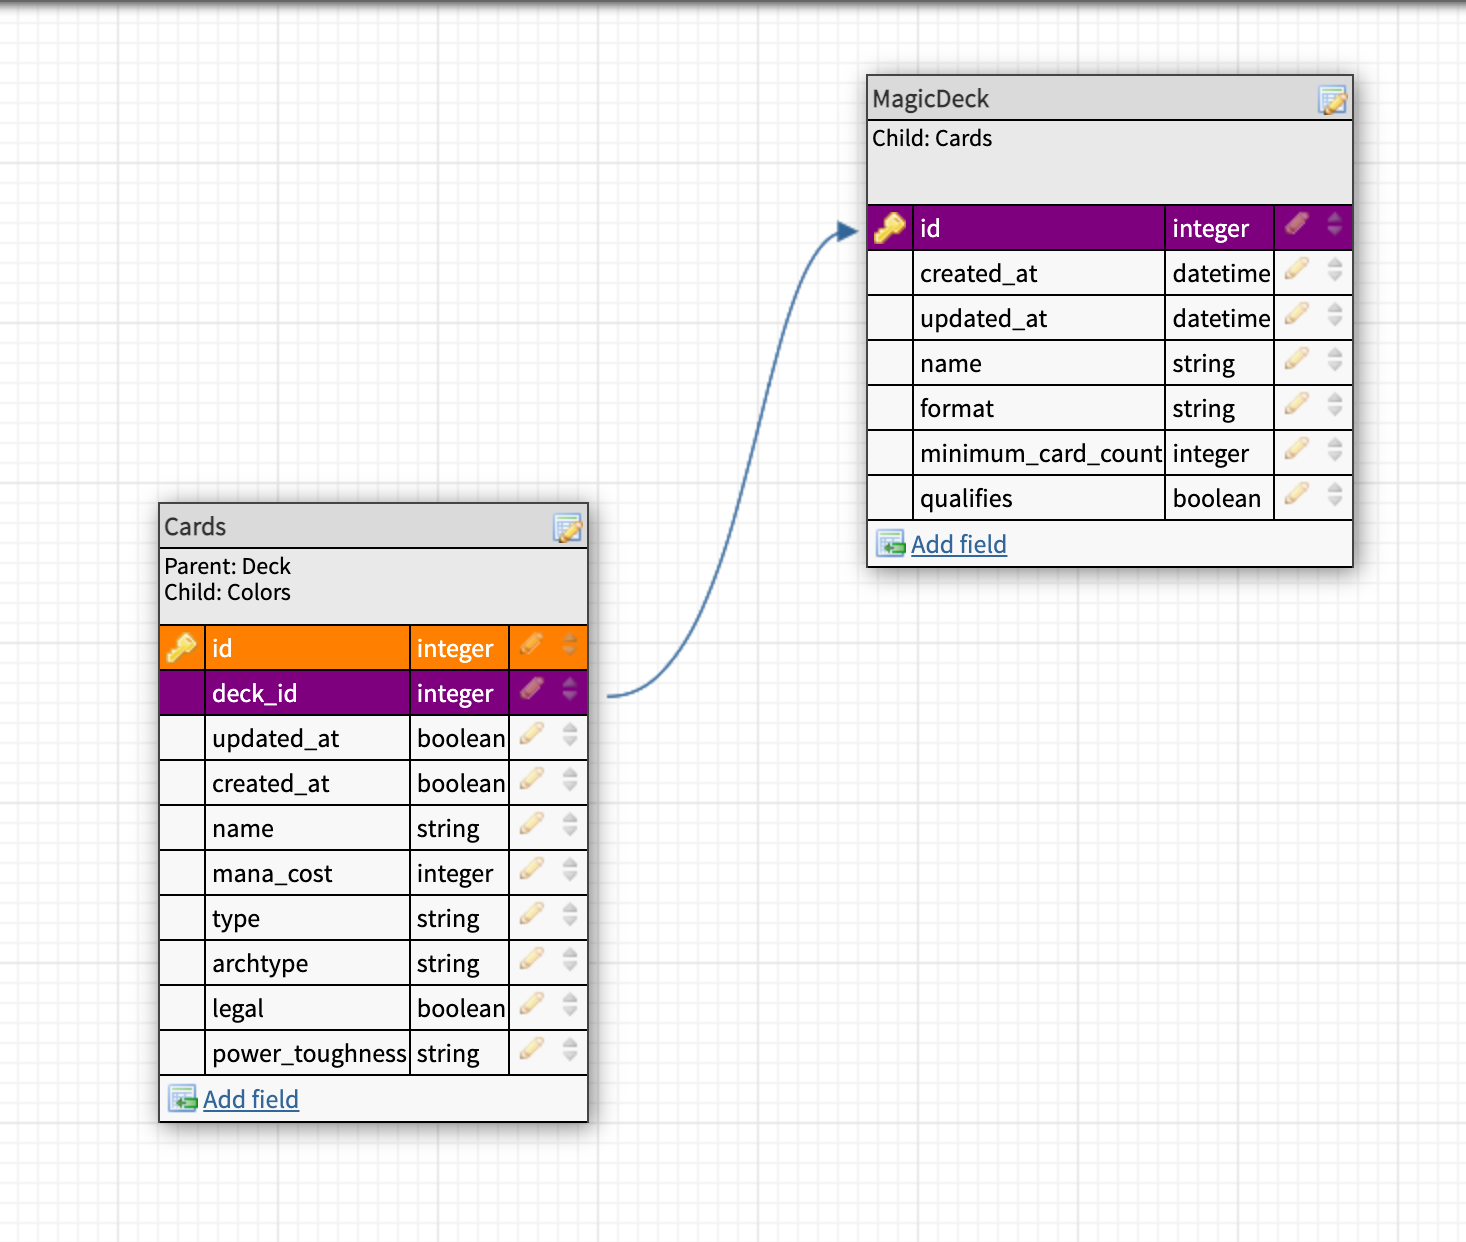 MagicDeck
Child: Cards
id integer
created_at datetime
updated_at datetime
name string
format string
minimum_card_count integer
qualifies boolean
Add field
Cards
Parent: Deck
Child: Colors
id integer
deck_id integer
updated_at boolean
created_at boolean
name string
mana_cost integer
type string
archtype string
legal boolean
power_toughness string
Add field